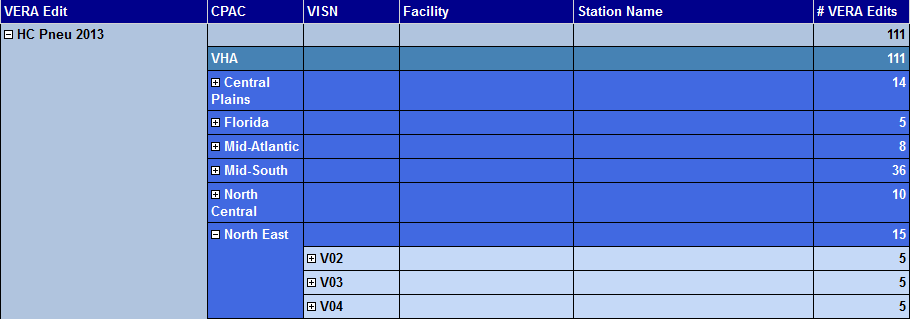 VERA Edit CPAC VISN Facility Station Name # VERA Edits
HC Pneu 2013 111
VHA 111
Central 14
Plains
Florida 5
Mid-Atlantic 8
Mid-South 36
North 10
Central
North East 15
V02 5
V03 5
V04 5